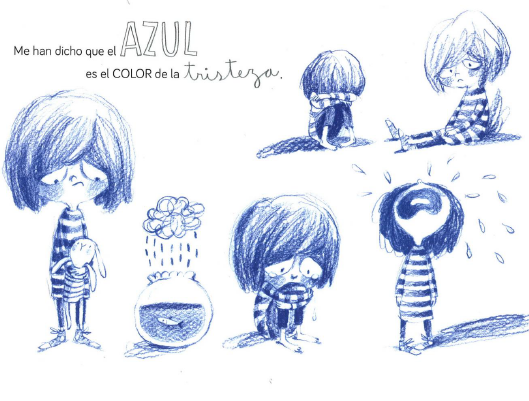 Me han dicho que el AZUL
es el COLOR de la tristeza.